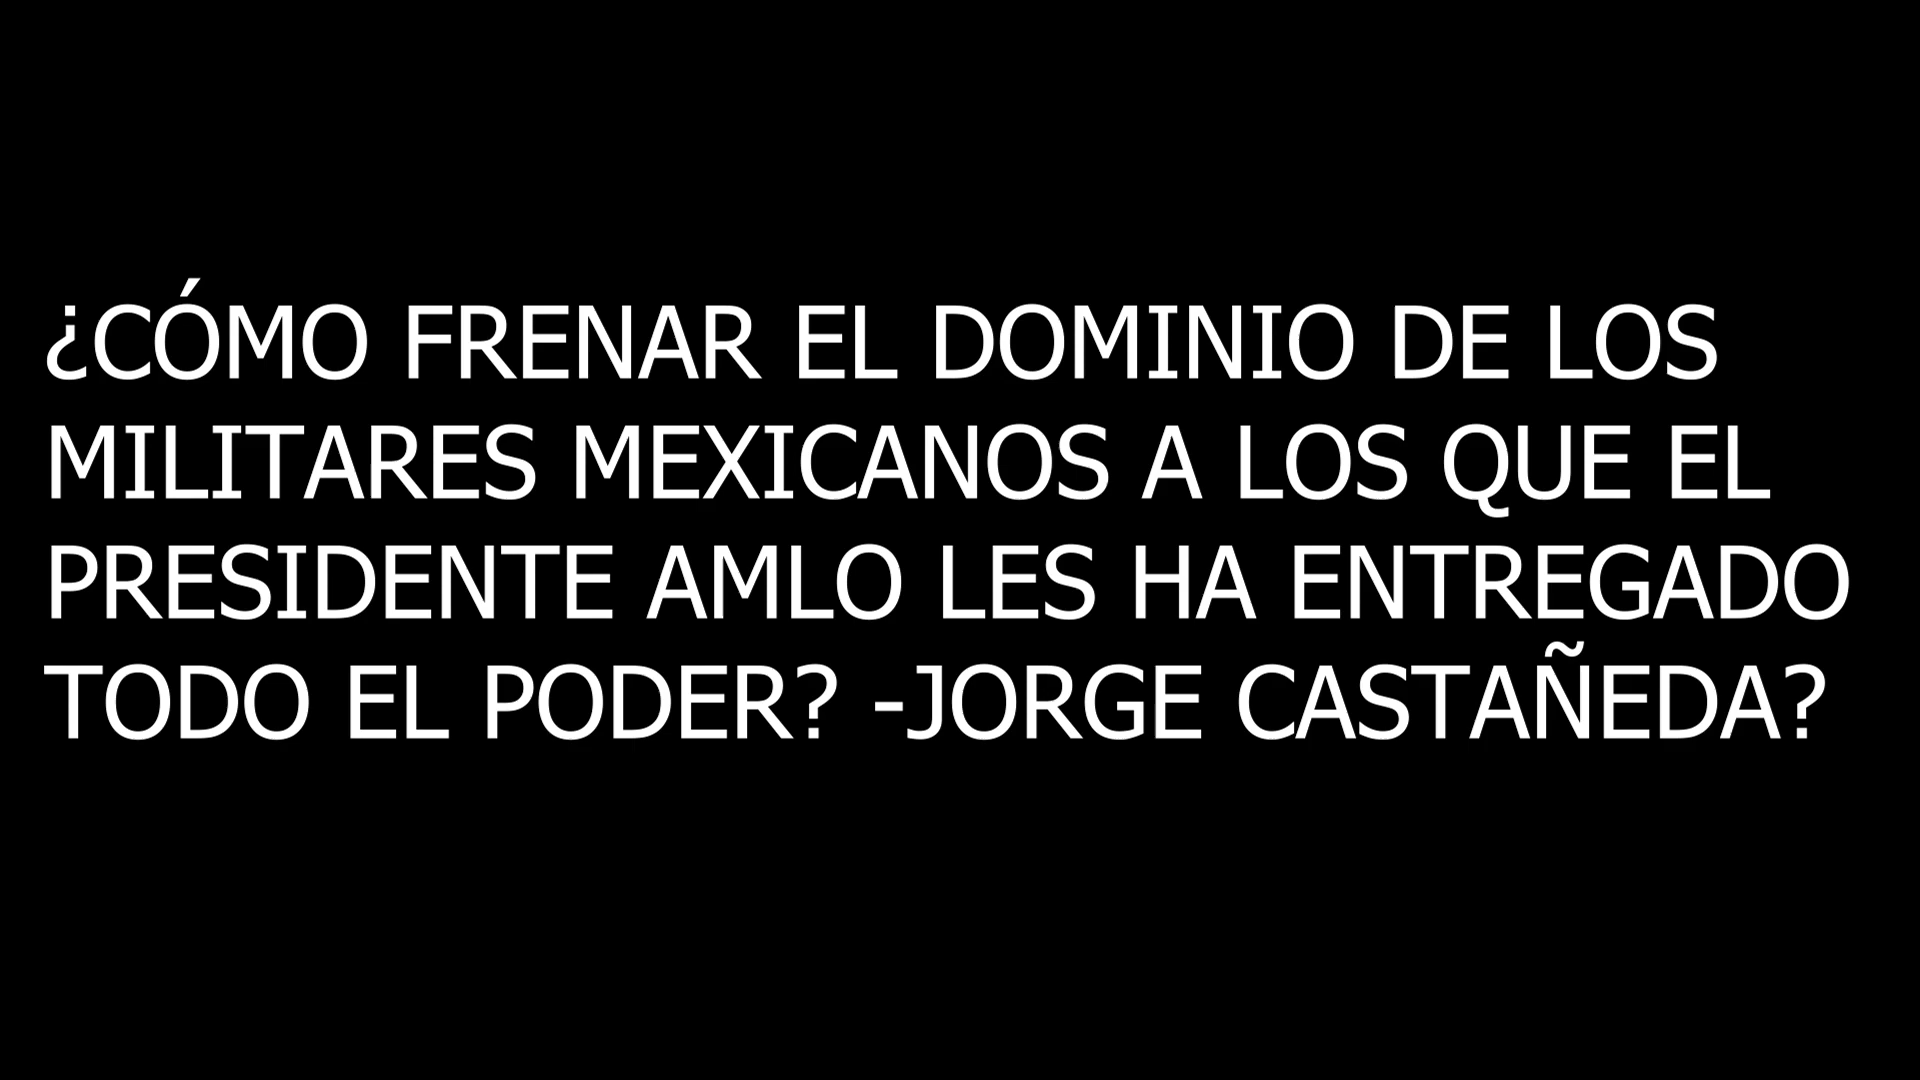 ¿CÓMO FRENAR EL DOMINIO DE LOS
MILITARES MEXICANOS A LOS QUE EL
PRESIDENTE AMLO LES HA ENTREGADO
TODO EL PODER? -JORGE CASTAÑEDA?